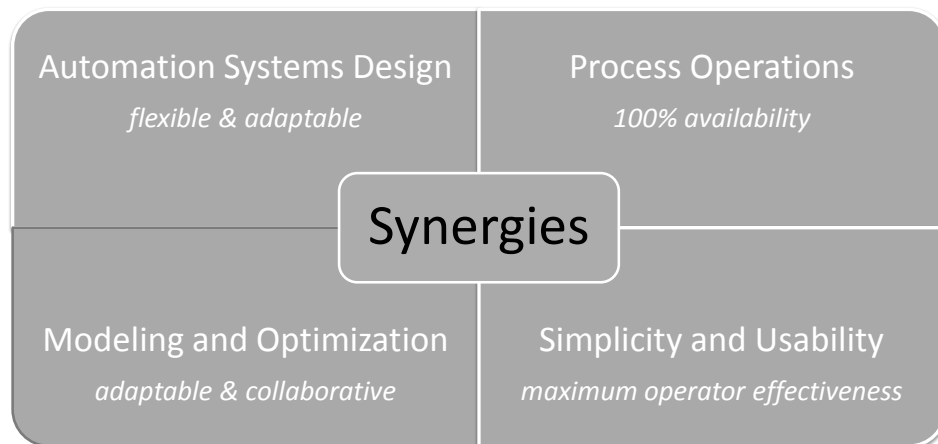 Automation Systems Design
flexible & adaptable
Process Operations
100% availability
Synergies
Modeling and Optimization
adaptable & collaborative
Simplicity and Usability
maximum operator effectiveness